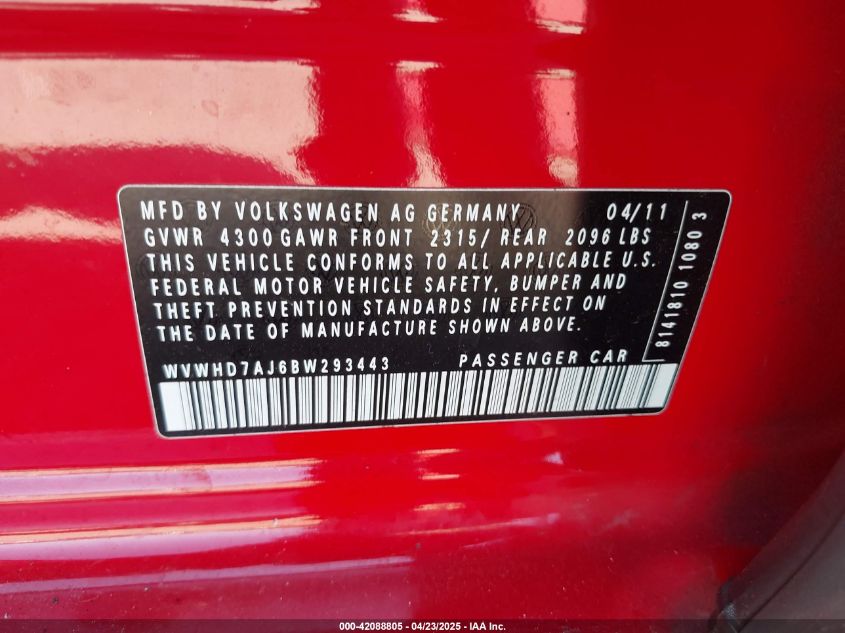 MFD BY VOLKSWAGEN AG GERMANY 04/11
GVWR 4300 GAWR FRONT 2315/ REAR 2096 LBS
THIS VEHICLE CONFORMS TO ALL APPLICABLE U.S.
FEDERAL MOTOR VEHICLE SAFETY, BUMPER AND
THEFT PREVENTION STANDARDS IN EFFECT ON
THE DATE OF MANUFACTURE SHOWN ABOVE.
WVWHD7AJ6BW293443 PASSENGER CAR
8141810 1080 3
000-42088805 - 04/23/2025 - IAA Inc.